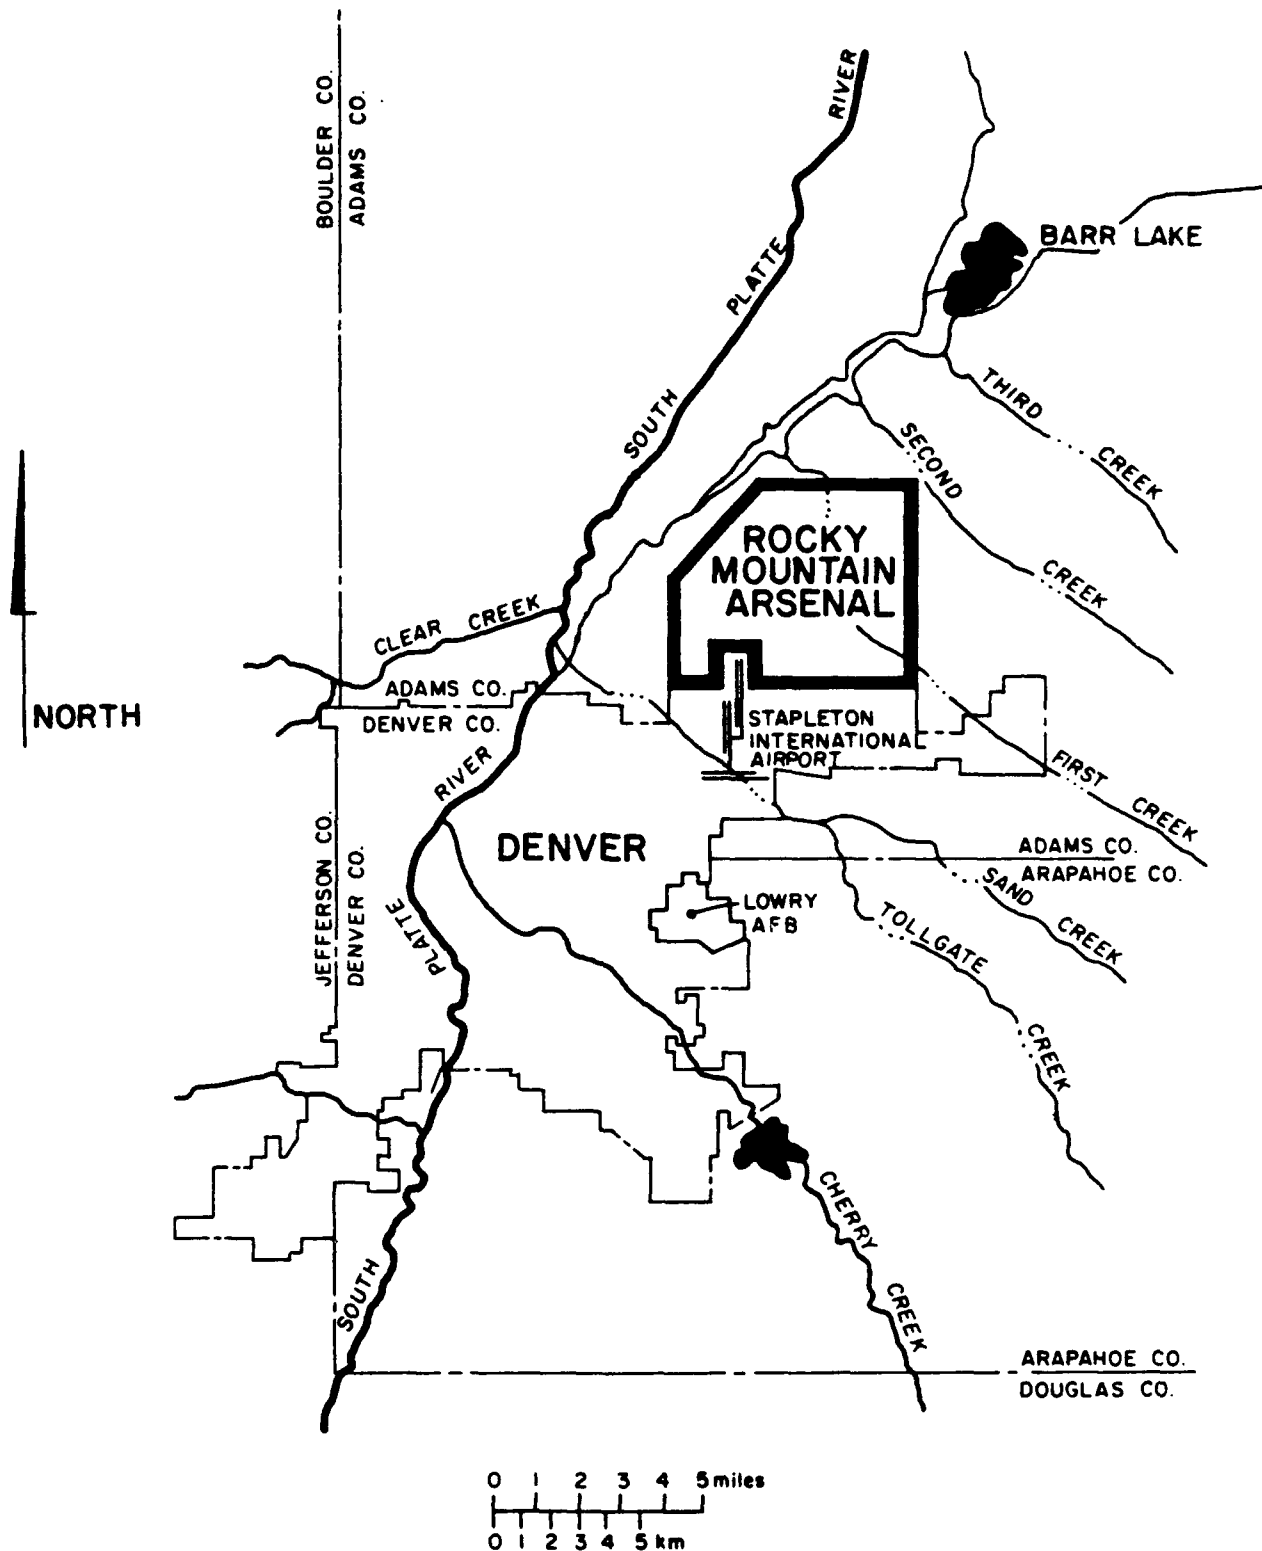 BOULDER CO.
ADAMS CO.
RIVER
PLATTE
SOUTH
BARR LAKE
THIRD
CREEK
SECOND
CREEK
ROCKY
MOUNTAIN
ARSENAL
CLEAR CREEK
ADAMS CO.
DENVER CO.
NORTH
STAPLETON
INTERNATIONAL
AIRPORT
FIRST
CREEK
RIVER
DENVER
ADAMS CO.
ARAPAHOE CO.
JEFFERSON CO.
DENVER CO.
PLATTE
LOWRY
AFB
SAND
CREEK
TOLLGATE
CREEK
CHERRY
CREEK
SOUTH
ARAPAHOE CO.
DOUGLAS CO.
0 1 2 3 4 5 miles
0 1 2 3 4 5 km